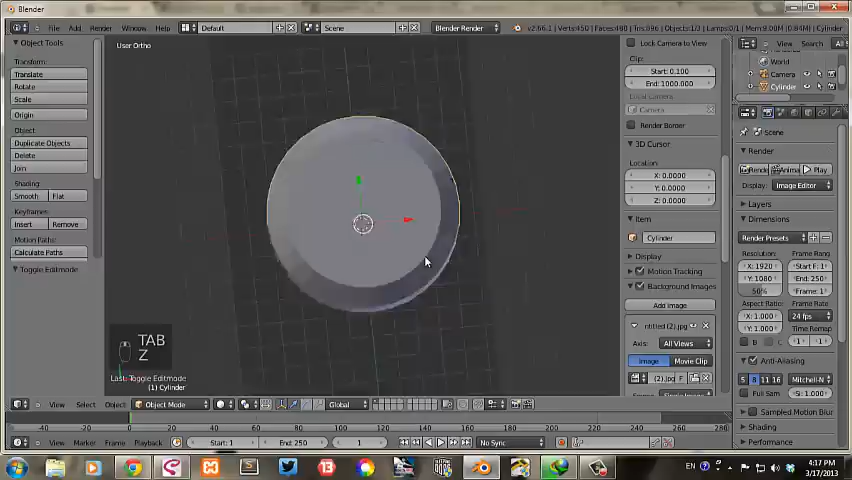 Blender
File Add Render Window Help
Default
Scene
Blender Render
v2.66.1 | Verts:450 | Faces:480 | Tris:896 | Objects:1/3 | Lamps:0/1 | Mem:9.00M (0.84M) | Cylinder
Object Tools
Transform:
Translate
Rotate
Scale
Origin
Object:
Duplicate Objects
Delete
Join
Shading:
Smooth Flat
Keyframes:
Insert Remove
Motion Paths:
Calculate Paths
Toggle Editmode
User Ortho
TAB
Z
Last: Toggle Editmode
(1) Cylinder
Lock Camera to View
Clip:
Start: 0.100
End: 1000.000
Local Camera:
Camera
Render Border
3D Cursor
Location:
X: 0.0000
Y: 0.0000
Z: 0.0000
Item
Cylinder
Display
Motion Tracking
Background Images
Add Image
ntitled (2).jpg
Axis: All Views
Image Movie Clip
(2).jpg F
View Search All S
World
Camera
Cylinder
Scene
Render
Rende Anima Play
Display: Image Editor
Layers
Dimensions
Render Presets
Resolution: Frame Rang
X: 1920 Start F: 1
Y: 1080 End: 250
50% Frame: 1
Aspect Ratio: Frame Rate
X: 1.000 24 fps
Y: 1.000 Time Remap
Anti-Aliasing
5 8 11 16 Mitchell-N
Full Sam S: 1.000
Sampled Motion Blur
Shading
Performance
View Select Object Object Mode Global
-40 -20 0 20 40 60 80 100 120 140 160 180 200 220 240 260 280
View Marker Frame Playback Start: 1 End: 250 1 No Sync
EN 4:17 PM
3/17/2013